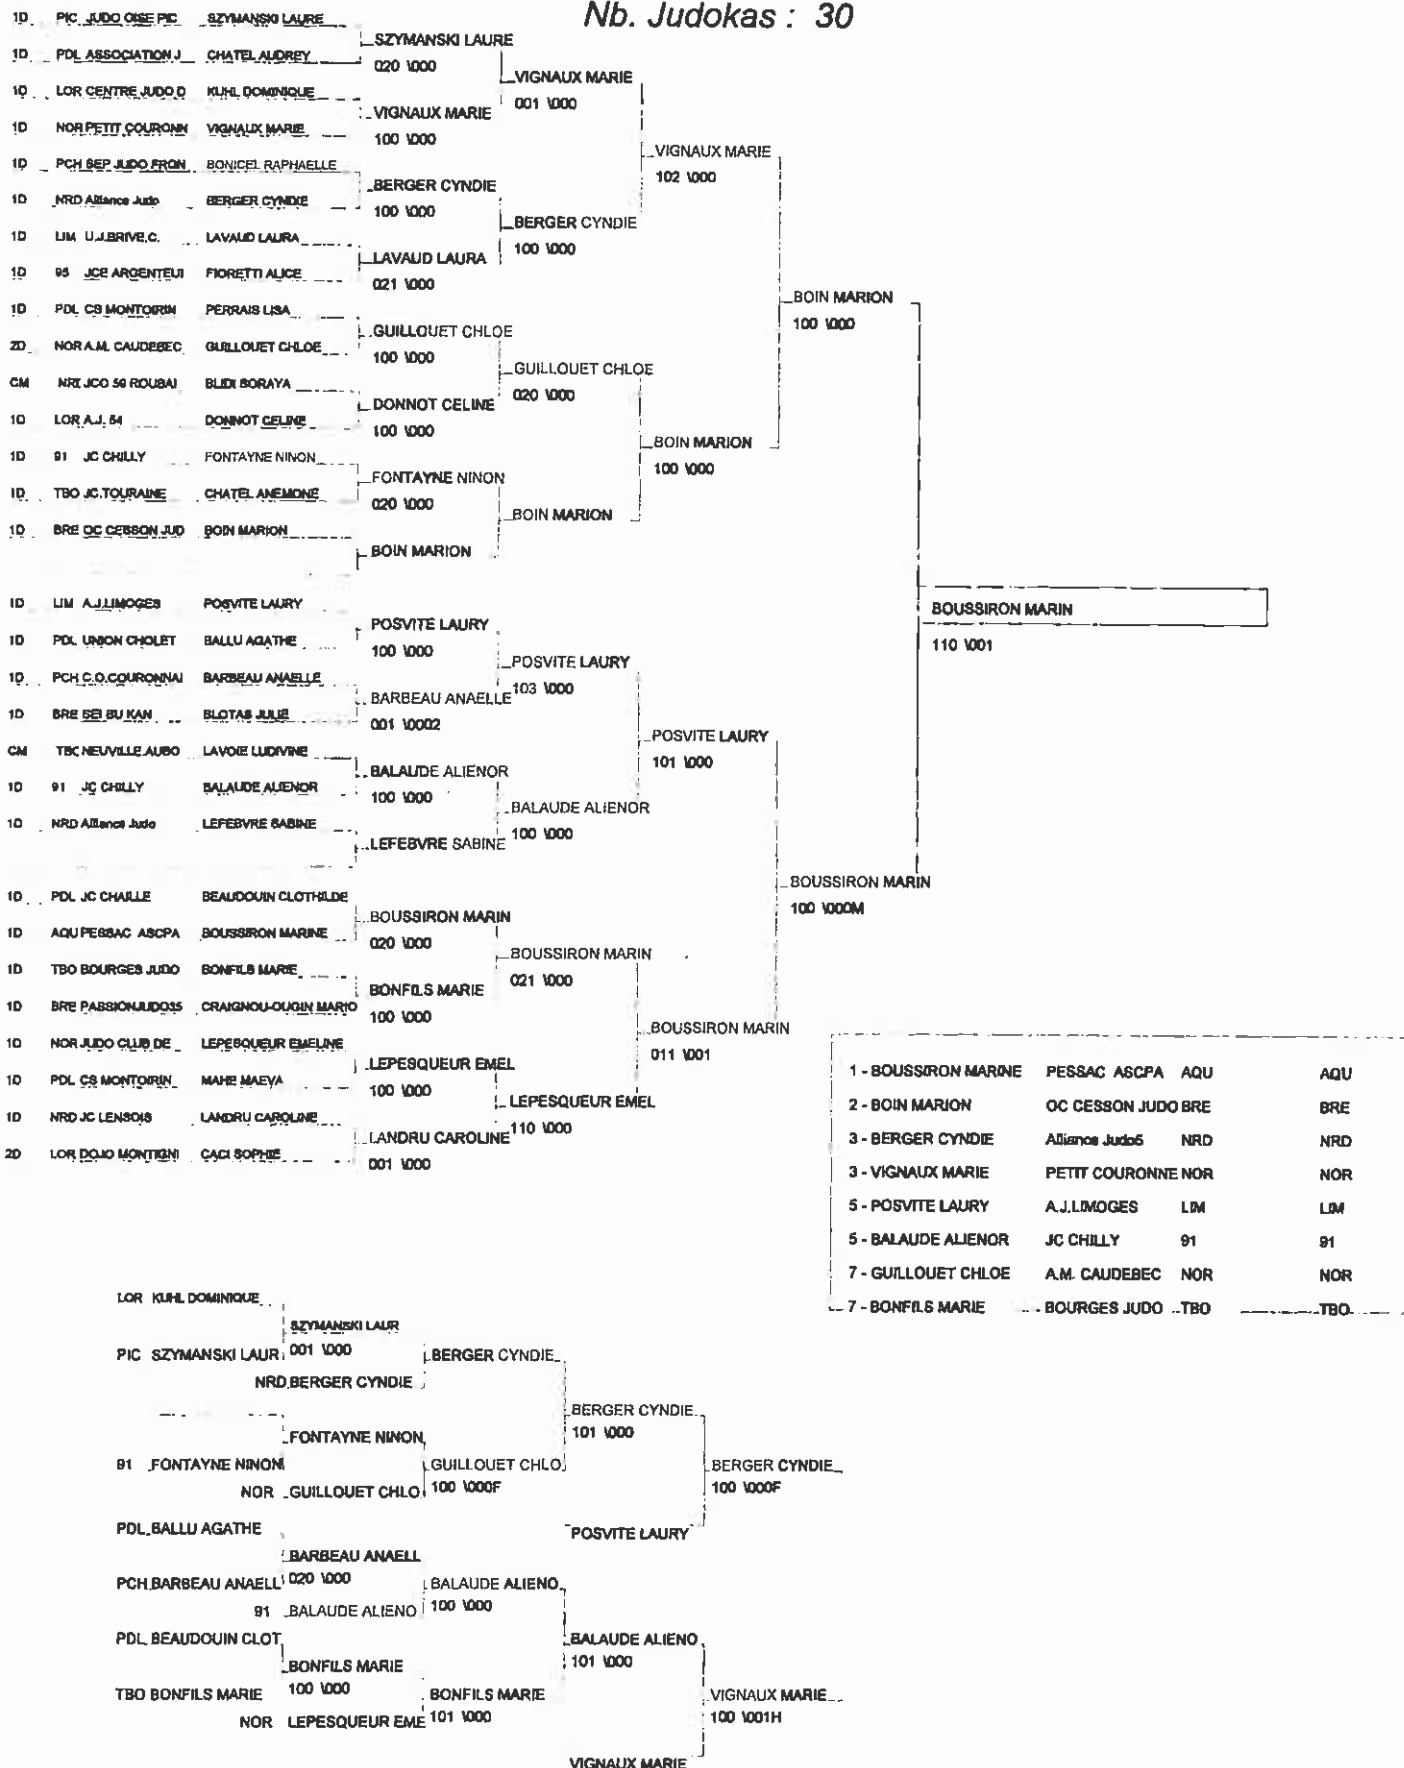 Nb. Judokas : 30
1D PIC JUDO OISE PIC SZYMANSKI LAURE
SZYMANSKI LAURE
1D PDL ASSOCIATION J CHATEL AUDREY
020 \000
VIGNAUX MARIE
1D LOR CENTRE JUDO D KUHL DOMINIQUE
001 \000
VIGNAUX MARIE
1D NOR PETIT COURONN VIGNAUX MARIE
100 \000
VIGNAUX MARIE
1D PCH SEP JUDO FRON BONICEL RAPHAELLE
102 \000
BERGER CYNDIE
1D NRD Alliance Judo BERGER CYNDIE
100 \000
BERGER CYNDIE
1D LIM U.J.BRIVE.C. LAVAUD LAURA
100 \000
LAVAUD LAURA
1D 95 JCE ARGENTEUI FIORETTI ALICE
021 \000
BOIN MARION
1D PDL CS MONTOIRIN PERRAIS LISA
100 \000
GUILLOUET CHLOE
2D NOR A.M. CAUDEBEC GUILLOUET CHLOE
100 \000
GUILLOUET CHLOE
CM NRD JCO 59 ROUBAI BLIDI SORAYA
020 \000
DONNOT CELINE
1D LOR A.J. 54 DONNOT CELINE
100 \000
BOIN MARION
1D 91 JC CHILLY FONTAYNE NINON
100 \000
FONTAYNE NINON
1D TBO JC.TOURAINE CHATEL ANEMONE
020 \000
BOIN MARION
1D BRE OC CESSON JUD BOIN MARION
BOIN MARION
1D LIM A.J.LIMOGES POSVITE LAURY
BOUSSIRON MARIN
POSVITE LAURY
1D PDL UNION CHOLET BALLU AGATHE
110 \001
100 \000
POSVITE LAURY
1D PCH C.O.COURONNAI BARBEAU ANAELLE
103 \000
BARBEAU ANAELLE
1D BRE SEI BU KAN BLOTAS JULIE
001 \0002
POSVITE LAURY
CM TBO NEUVILLE AUBO LAVOIE LUDIVINE
101 \000
BALAUDE ALIENOR
1D 91 JC CHILLY BALAUDE ALIENOR
100 \000
BALAUDE ALIENOR
1D NRD Alliance Judo LEFEBVRE SABINE
100 \000
LEFEBVRE SABINE
BOUSSIRON MARIN
1D PDL JC CHAILLE BEAUDOUIN CLOTHILDE
100 \000M
BOUSSIRON MARIN
1D AQU PESSAC ASCPA BOUSSIRON MARINE
020 \000
BOUSSIRON MARIN
1D TBO BOURGES JUDO BONFILS MARIE
021 \000
BONFILS MARIE
1D BRE PASSIONJUDO35 CRAIGNOU-OUGIN MARIO
100 \000
BOUSSIRON MARIN
1D NOR JUDO CLUB DE LEPESQUEUR EMELINE
011 \001
LEPESQUEUR EMEL
1D PDL CS MONTOIRIN MAHE MAEVA
100 \000
LEPESQUEUR EMEL
1D NRD JC LENSOIS LANDRU CAROLINE
110 \000
LANDRU CAROLINE
2D LOR DOJO MONTIGNI CACI SOPHIE
001 \000
1 - BOUSSIRON MARINE PESSAC ASCPA AQU AQU
2 - BOIN MARION OC CESSON JUDO BRE BRE
3 - BERGER CYNDIE Alliance Judo5 NRD NRD
3 - VIGNAUX MARIE PETIT COURONNE NOR NOR
5 - POSVITE LAURY A.J.LIMOGES LIM LIM
5 - BALAUDE ALIENOR JC CHILLY 91 91
7 - GUILLOUET CHLOE A.M. CAUDEBEC NOR NOR
7 - BONFILS MARIE BOURGES JUDO TBO TBO
LOR KUHL DOMINIQUE
SZYMANSKI LAUR
001 \000
PIC SZYMANSKI LAUR
BERGER CYNDIE
NRD BERGER CYNDIE
BERGER CYNDIE
101 \000
FONTAYNE NINON
91 FONTAYNE NINON
GUILLOUET CHLO
100 \000F
BERGER CYNDIE
100 \000F
NOR GUILLOUET CHLO
PDL BALLU AGATHE
POSVITE LAURY
BARBEAU ANAELL
020 \000
PCH BARBEAU ANAELL
BALAUDE ALIENO
100 \000
91 BALAUDE ALIENO
PDL BEAUDOUIN CLOT
BALAUDE ALIENO
101 \000
BONFILS MARIE
100 \000
TBO BONFILS MARIE
BONFILS MARIE
101 \000
VIGNAUX MARIE
100 \001H
NOR LEPESQUEUR EME
VIGNAUX MARIE